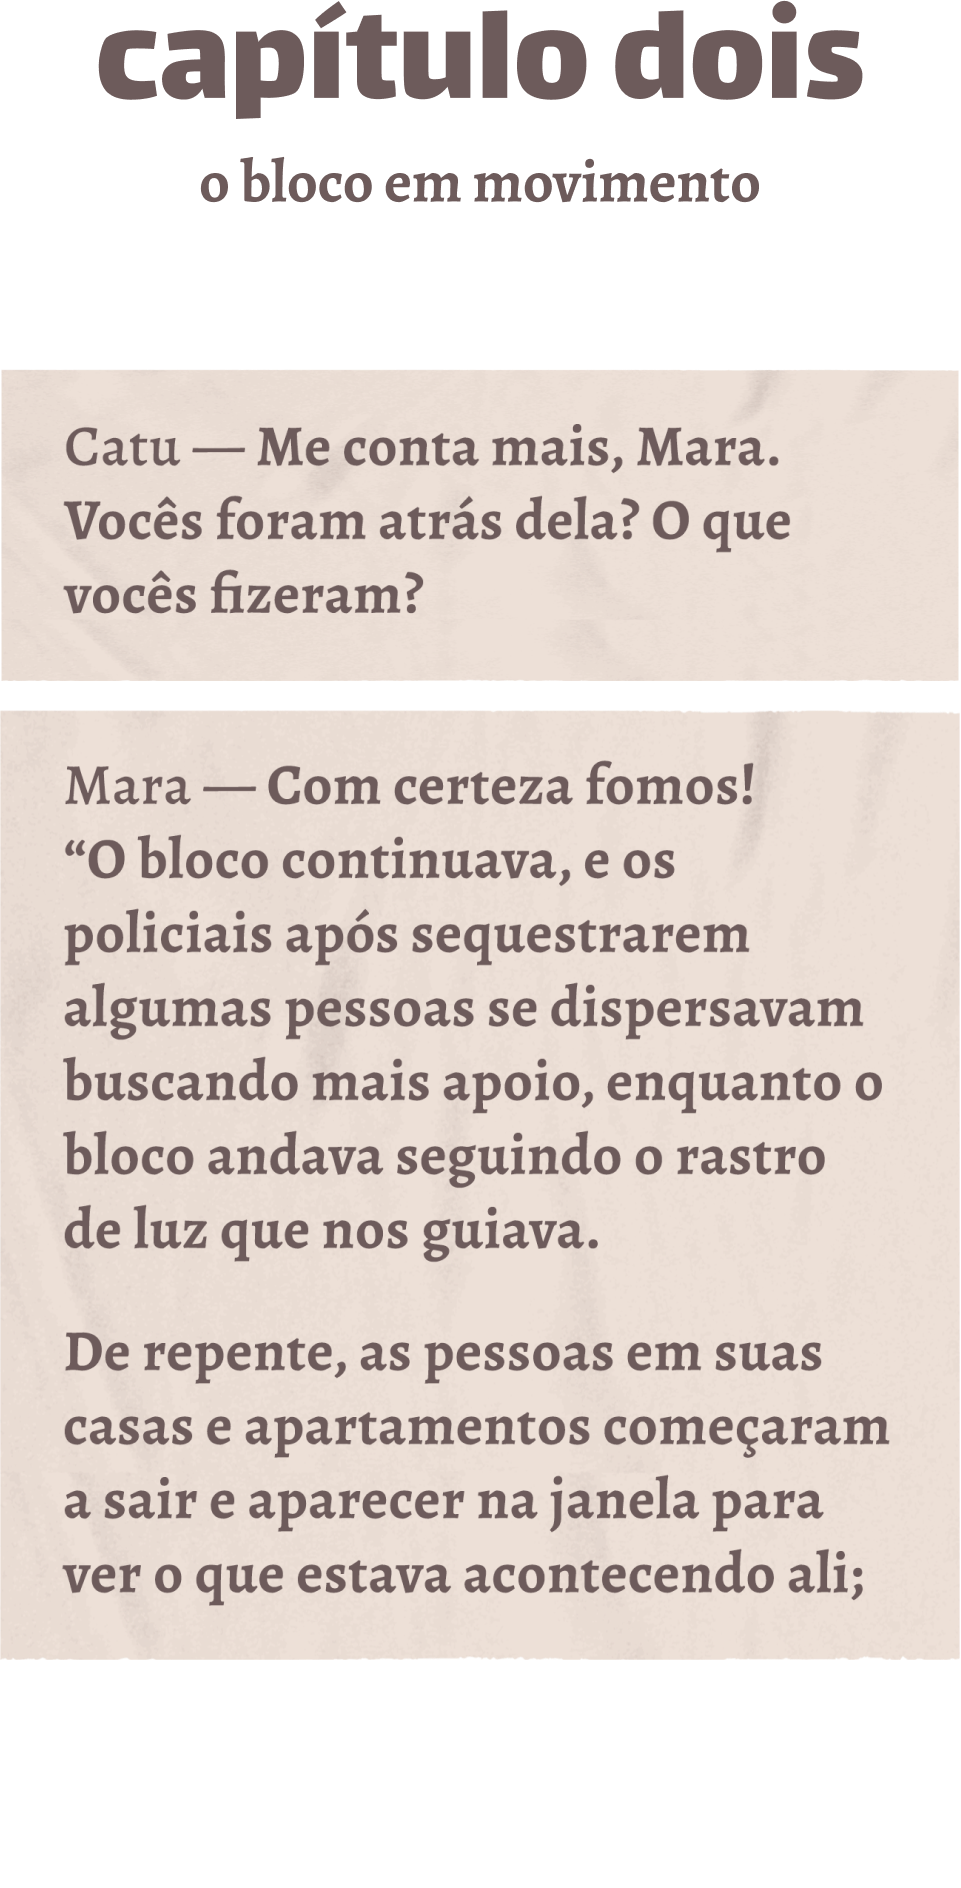 capítulo dois
o bloco em movimento
Catu — Me conta mais, Mara.
Vocês foram atrás dela? O que
vocês fizeram?
Mara — Com certeza fomos!
“O bloco continuava, e os
policiais após sequestrarem
algumas pessoas se dispersavam
buscando mais apoio, enquanto o
bloco andava seguindo o rastro
de luz que nos guiava.
De repente, as pessoas em suas
casas e apartamentos começaram
a sair e aparecer na janela para
ver o que estava acontecendo ali;